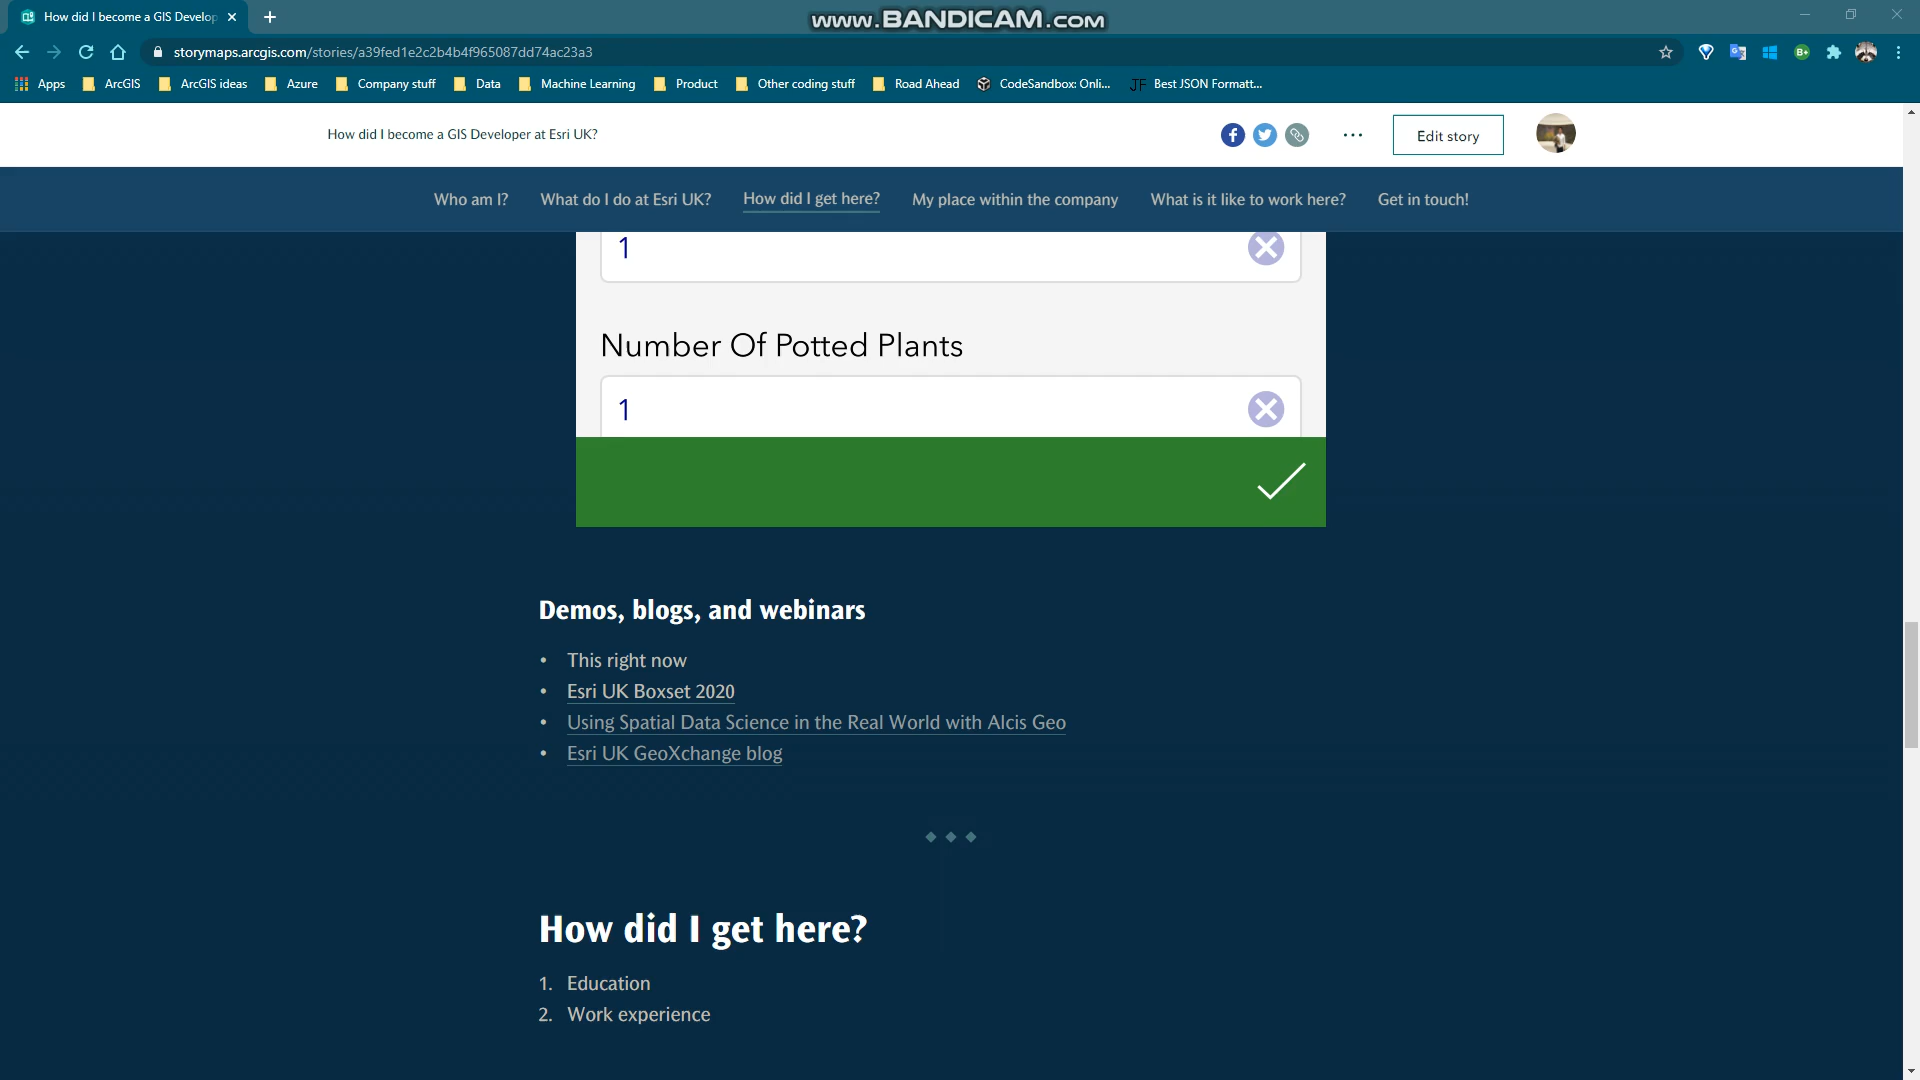 How did I become a GIS Develop
www.BANDICAM.com
storymaps.arcgis.com/stories/a39fed1e2c2b4b4f965087dd74ac23a3
Apps ArcGIS ArcGIS ideas Azure Company stuff Data Machine Learning Product Other coding stuff Road Ahead CodeSandbox: Onli... JF Best JSON Formatt...
How did I become a GIS Developer at Esri UK?
Edit story
Who am I? What do I do at Esri UK? How did I get here? My place within the company What is it like to work here? Get in touch!
1
Number Of Potted Plants
1
Demos, blogs, and webinars
• This right now
• Esri UK Boxset 2020
• Using Spatial Data Science in the Real World with Alcis Geo
• Esri UK GeoXchange blog
How did I get here?
1. Education
2. Work experience